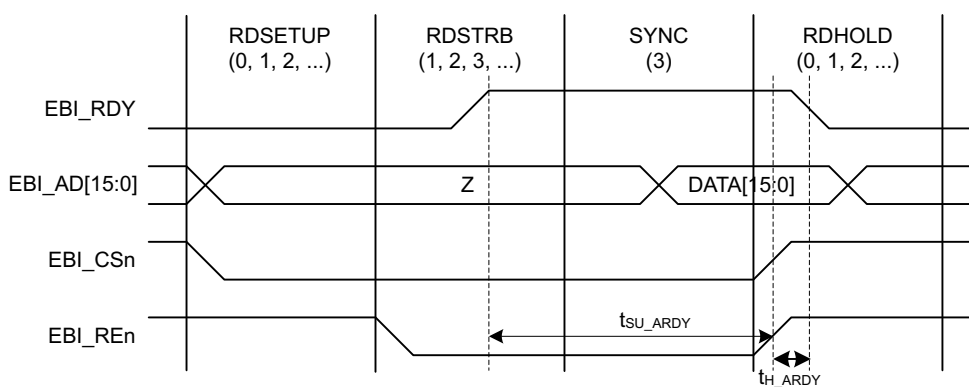 RDSETUP RDSTRB SYNC RDHOLD
(0, 1, 2, ...) (1, 2, 3, ...) (3) (0, 1, 2, ...)
EBI_RDY
EBI_AD[15:0] Z DATA[15:0]
EBI_CSn
tSU_ARDY
EBI_REn
tH_ARDY